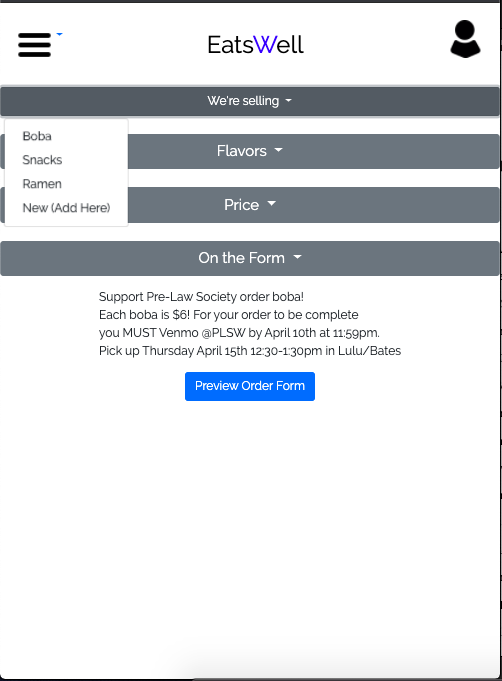 EatsWell
We're selling
Boba
Snacks
Ramen
New (Add Here)
Flavors
Price
On the Form
Support Pre-Law Society order boba!
Each boba is $6! For your order to be complete
you MUST Venmo @PLSW by April 10th at 11:59pm.
Pick up Thursday April 15th 12:30-1:30pm in Lulu/Bates
Preview Order Form